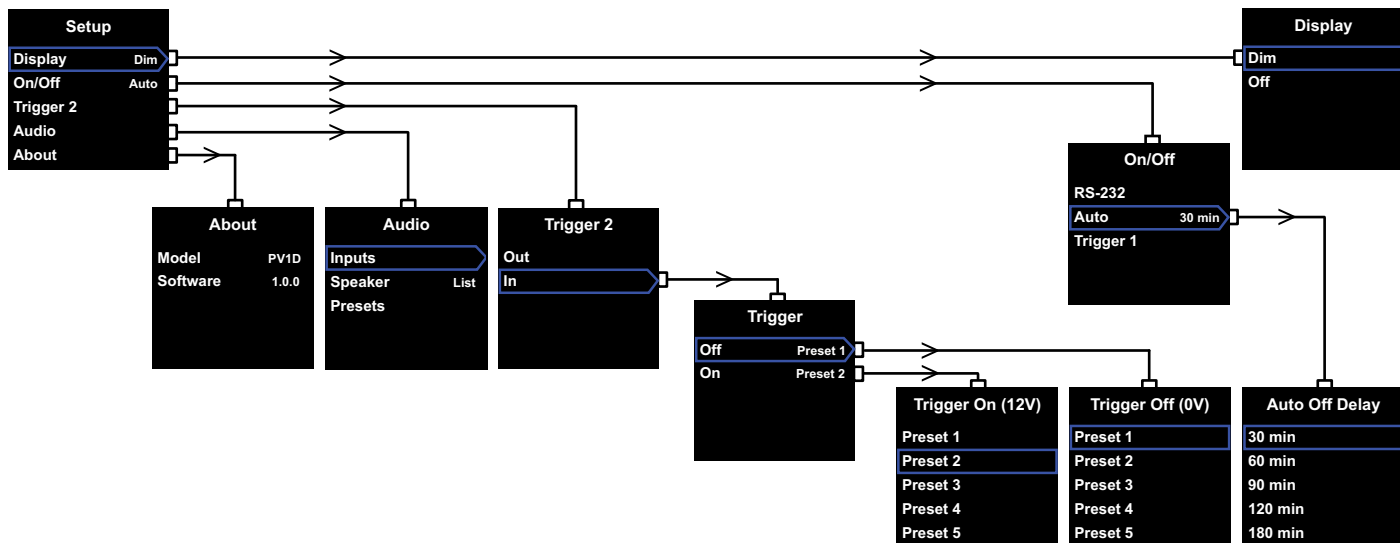 Setup
Display Dim
On/Off Auto
Trigger 2
Audio
About
Display
Dim
Off
On/Off
RS-232
Auto 30 min
Trigger 1
About
Model PV1D
Software 1.0.0
Audio
Inputs
Speaker List
Presets
Trigger 2
Out
In
Trigger
Off Preset 1
On Preset 2
Trigger On (12V)
Preset 1
Preset 2
Preset 3
Preset 4
Preset 5
Trigger Off (0V)
Preset 1
Preset 2
Preset 3
Preset 4
Preset 5
Auto Off Delay
30 min
60 min
90 min
120 min
180 min